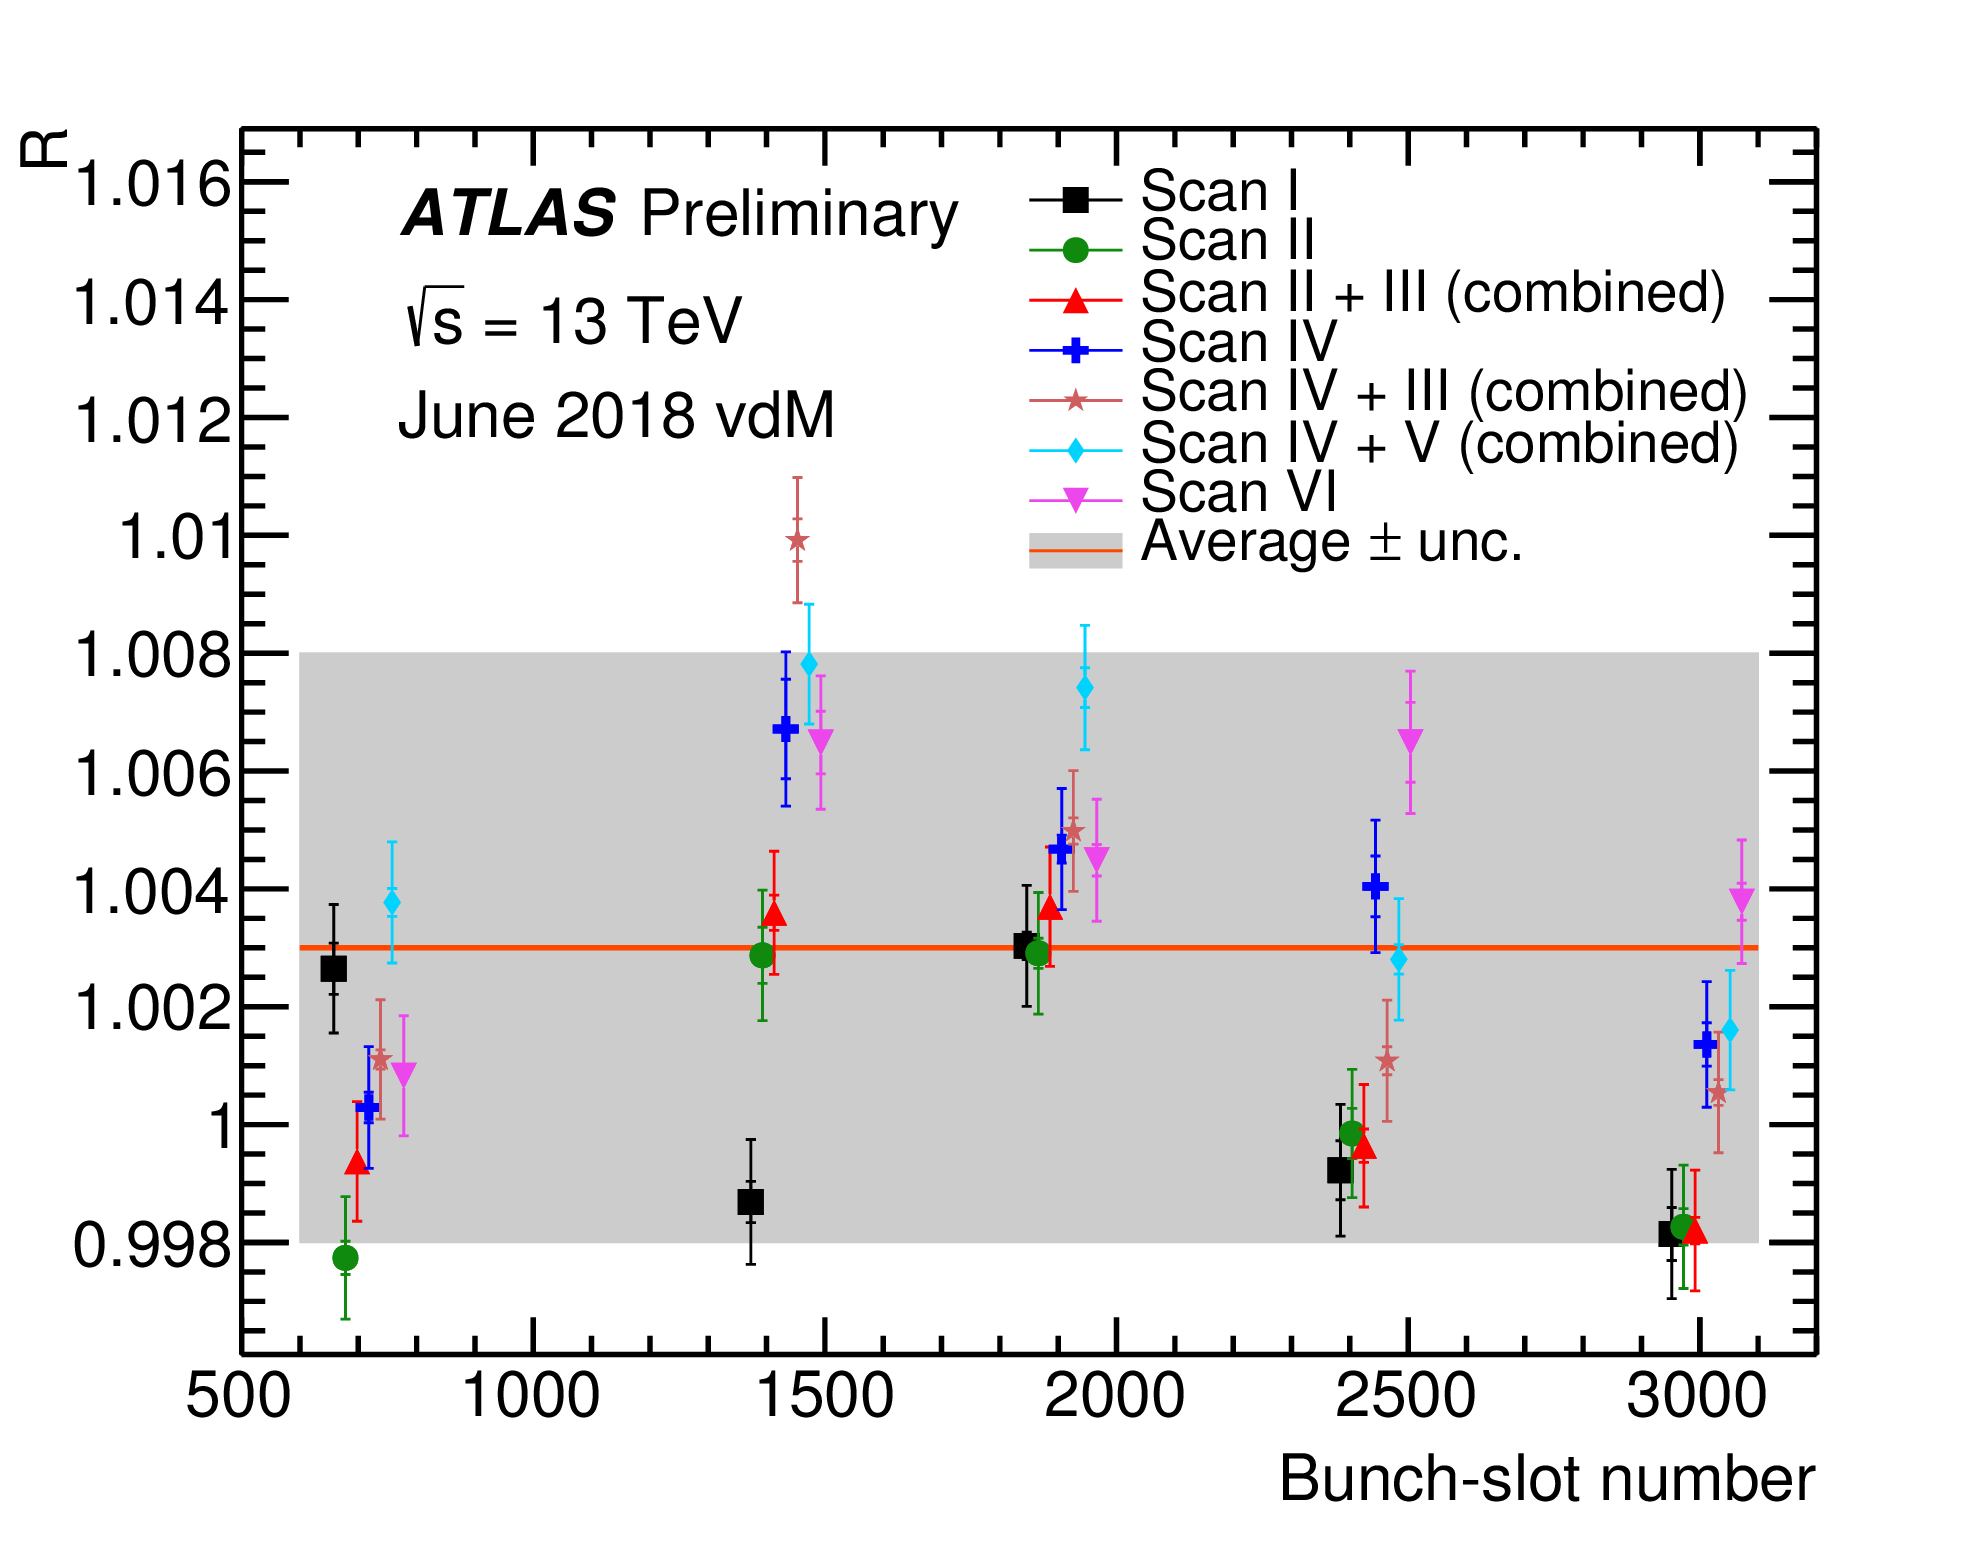 R
1.016
1.014
1.012
1.01
1.008
1.006
1.004
1.002
1
0.998
ATLAS Preliminary
√s = 13 TeV
June 2018 vdM
Scan I
Scan II
Scan II + III (combined)
Scan IV
Scan IV + III (combined)
Scan IV + V (combined)
Scan VI
Average ± unc.
500 1000 1500 2000 2500 3000
Bunch-slot number